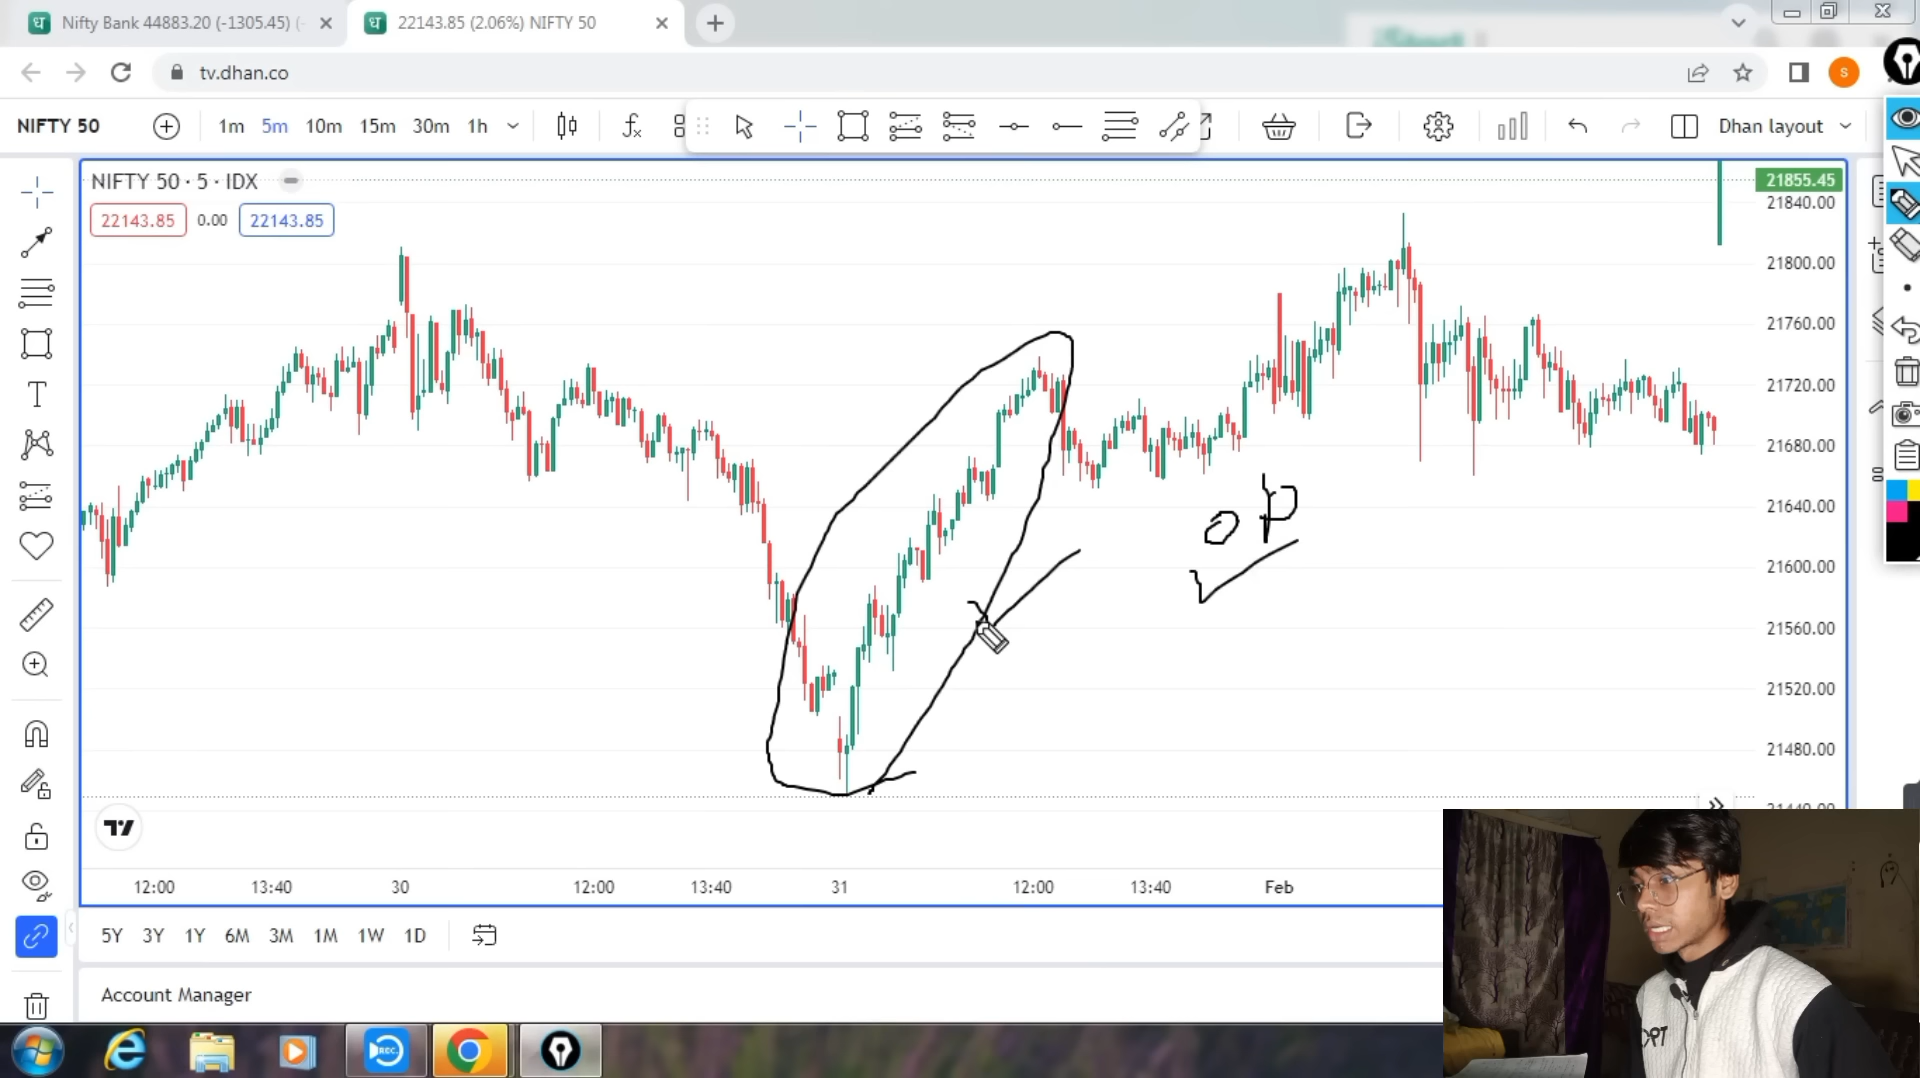 Nifty Bank 44883.20 (-1305.45) (-
22143.85 (2.06%) NIFTY 50
tv.dhan.co
S
NIFTY 50
1m 5m 10m 15m 30m 1h
Dhan layout
NIFTY 50 · 5 · IDX
22143.85 0.00 22143.85
21855.45
21840.00
21800.00
21760.00
21720.00
21680.00
21640.00
21600.00
21560.00
21520.00
21480.00
OP
12:00 13:40 30 12:00 13:40 31 12:00 13:40 Feb
5Y 3Y 1Y 6M 3M 1M 1W 1D
Account Manager
REC